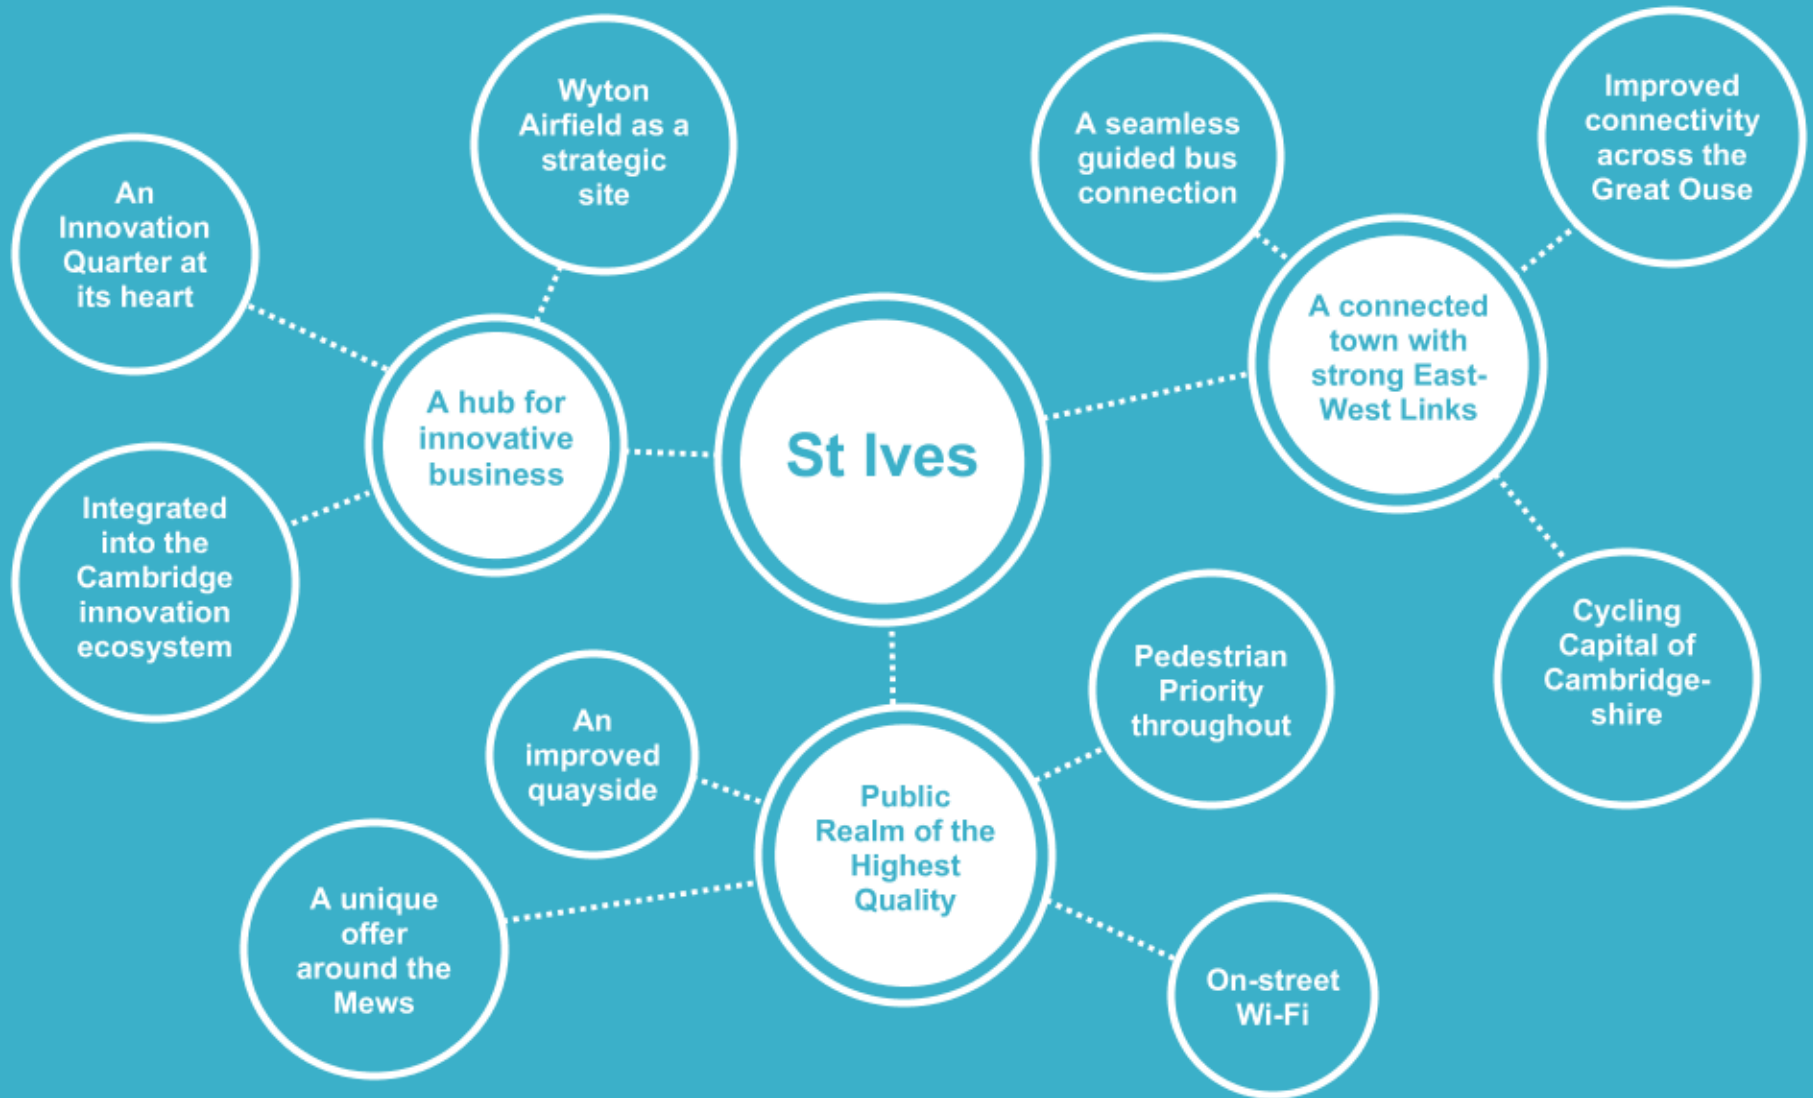 Wyton
Airfield as a
strategic
site
An
Innovation
Quarter at
its heart
A hub for
innovative
business
Integrated
into the
Cambridge
innovation
ecosystem
St Ives
A seamless
guided bus
connection
Improved
connectivity
across the
Great Ouse
A connected
town with
strong East-
West Links
Cycling
Capital of
Cambridge-
shire
An
improved
quayside
Pedestrian
Priority
throughout
Public
Realm of the
Highest
Quality
A unique
offer
around the
Mews
On-street
Wi-Fi